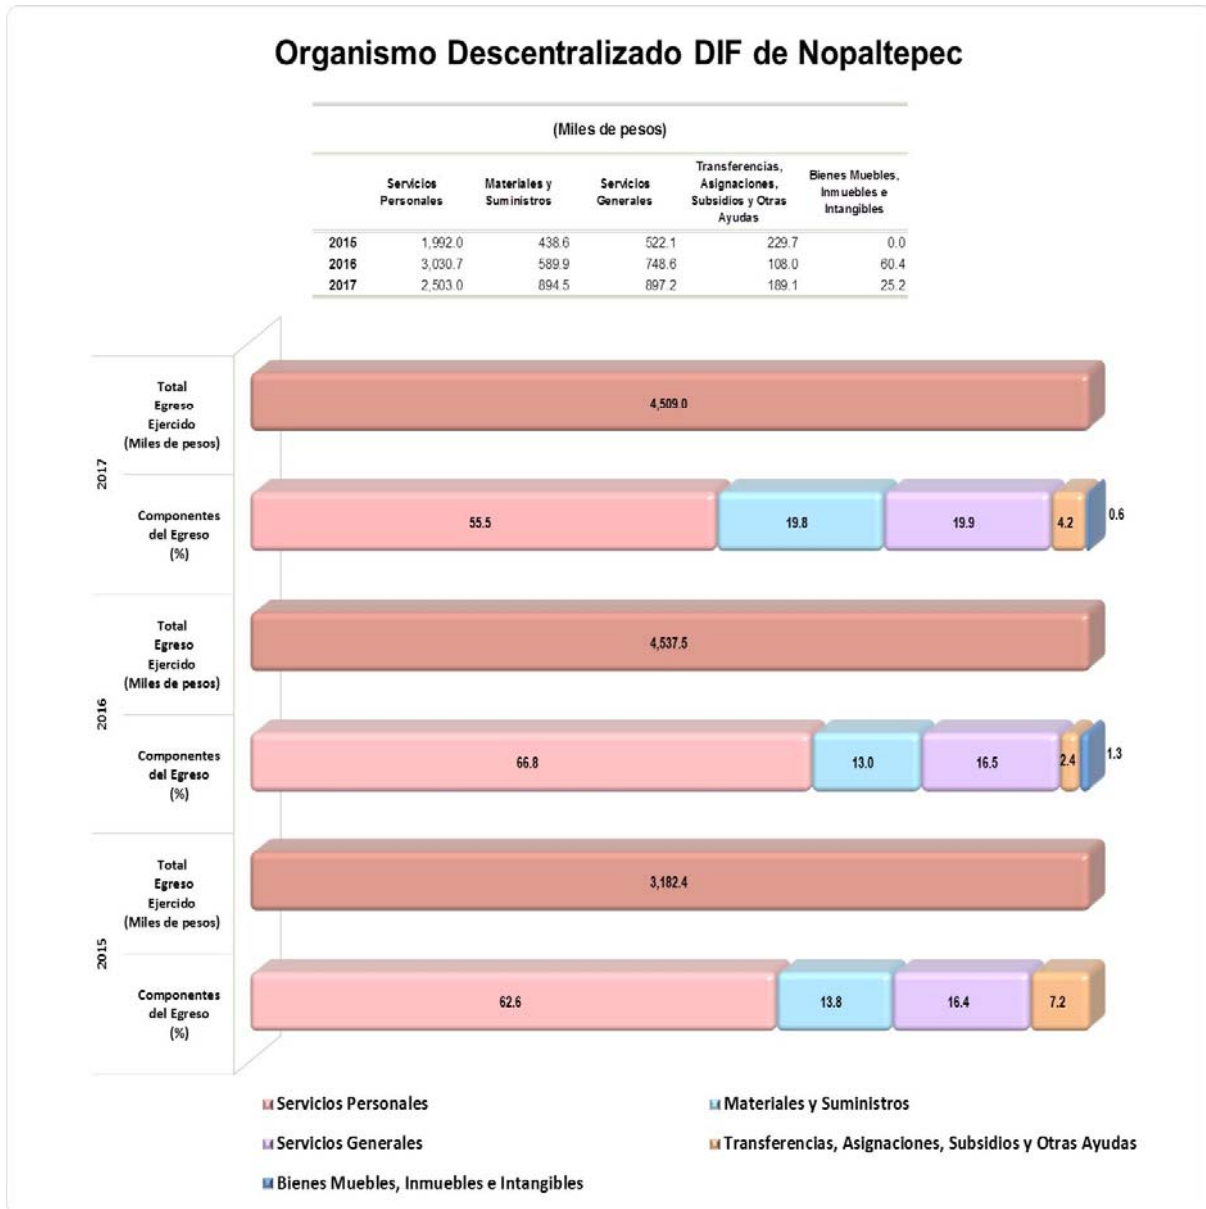 Organismo Descentralizado DIF de Nopaltepec
(Miles de pesos)
Servicios Personales Materiales y Suministros Servicios Generales Transferencias, Asignaciones, Subsidios y Otras Ayudas Bienes Muebles, Inmuebles e Intangibles
2015 1,992.0 438.6 522.1 229.7 0.0
2016 3,030.7 589.9 748.6 108.0 60.4
2017 2,503.0 894.5 897.2 189.1 25.2
2017
Total
Egreso
Ejercido
(Miles de pesos)
4,509.0
Componentes
del Egreso
(%)
55.5 19.8 19.9 4.2 0.6
2016
Total
Egreso
Ejercido
(Miles de pesos)
4,537.5
Componentes
del Egreso
(%)
66.8 13.0 16.5 2.4 1.3
2015
Total
Egreso
Ejercido
(Miles de pesos)
3,182.4
Componentes
del Egreso
(%)
62.6 13.8 16.4 7.2
Servicios Personales
Materiales y Suministros
Servicios Generales
Transferencias, Asignaciones, Subsidios y Otras Ayudas
Bienes Muebles, Inmuebles e Intangibles